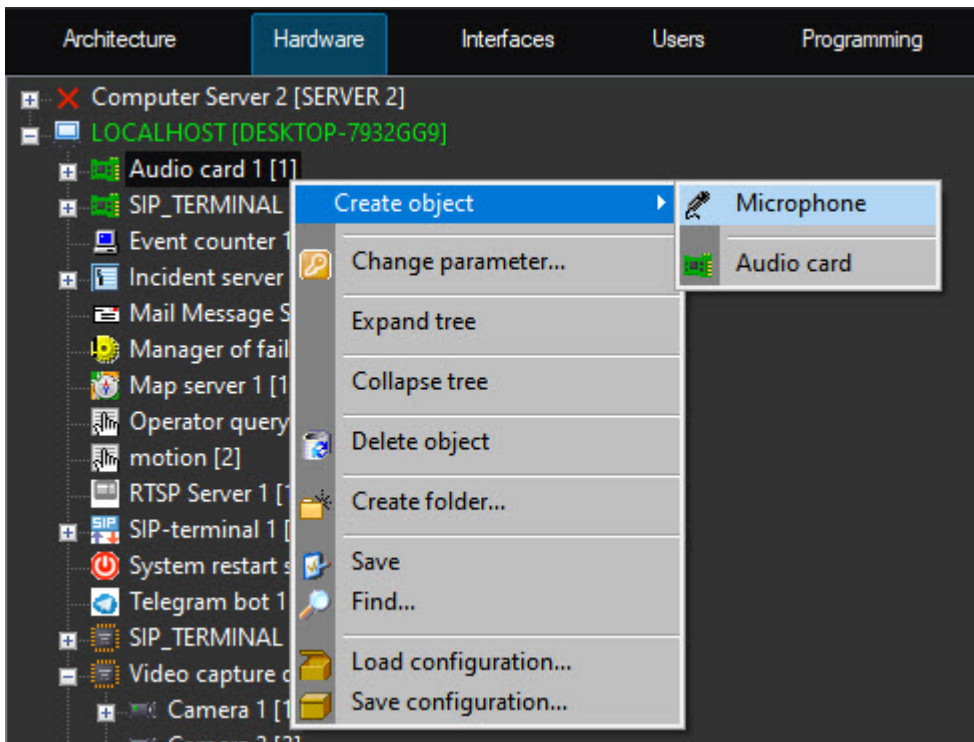 Architecture Hardware Interfaces Users Programming
Computer Server 2 [SERVER 2]
LOCALHOST [DESKTOP-7932GG9]
Audio card 1 [1]
SIP_TERMINAL
Event counter 1
Incident server
Mail Message S
Manager of fail
Map server 1 [1
Operator query
motion [2]
RTSP Server 1 [1
SIP-terminal 1 [
System restart s
Telegram bot 1
SIP_TERMINAL
Video capture d
Camera 1 [1
Create object
Change parameter...
Expand tree
Collapse tree
Delete object
Create folder...
Save
Find...
Load configuration...
Save configuration...
Microphone
Audio card